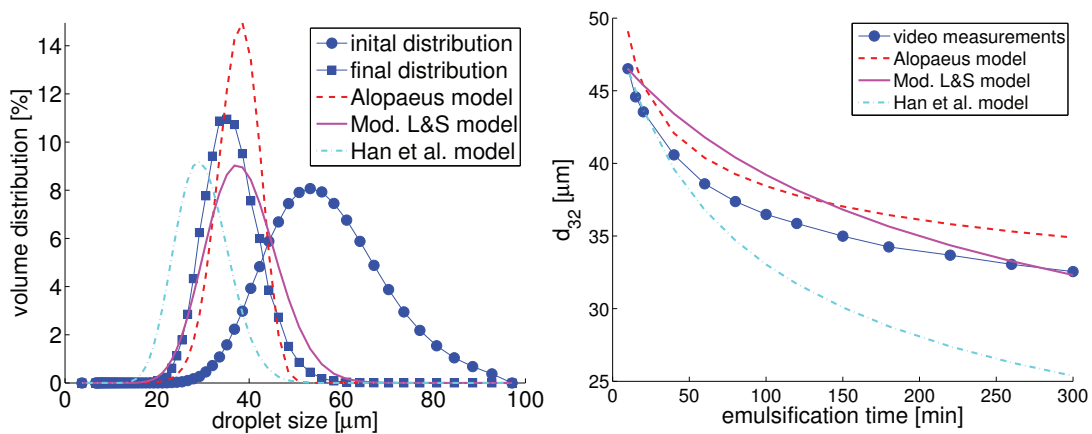 volume distribution [%]
14
12
10
8
6
4
2
0
0
20
40
60
80
100
droplet size [μm]
inital distribution
final distribution
Alopaeus model
Mod. L&S model
Han et al. model
d32 [μm]
50
45
40
35
30
25
0
50
100
150
200
250
300
emulsification time [min]
video measurements
Alopaeus model
Mod. L&S model
Han et al. model